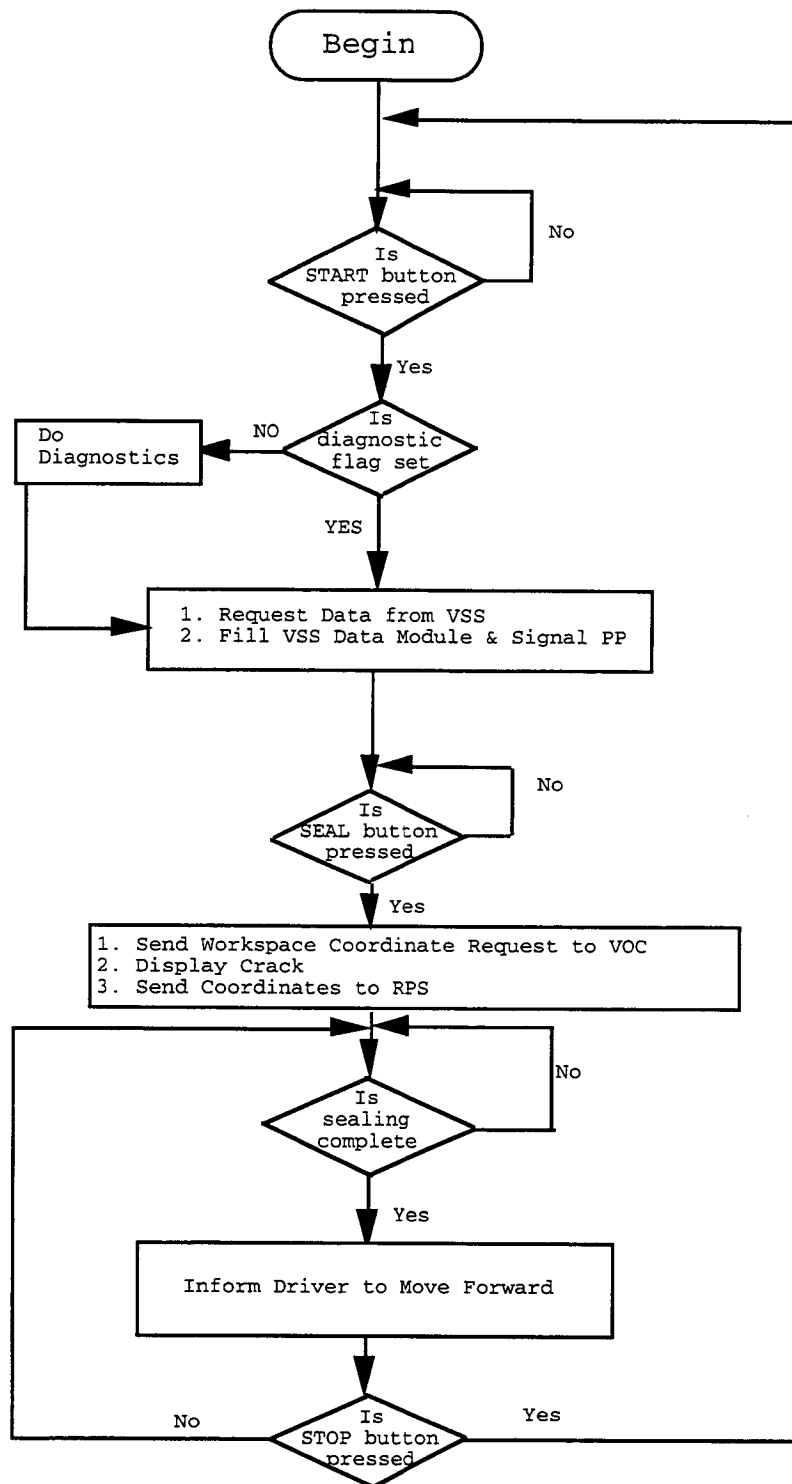 Begin
No
Is
START button
pressed
Yes
Is
diagnostic
flag set
NO
Do
Diagnostics
YES
1. Request Data from VSS
2. Fill VSS Data Module & Signal PP
No
Is
SEAL button
pressed
Yes
1. Send Workspace Coordinate Request to VOC
2. Display Crack
3. Send Coordinates to RPS
No
Is
sealing
complete
Yes
Inform Driver to Move Forward
No
Is
STOP button
pressed
Yes